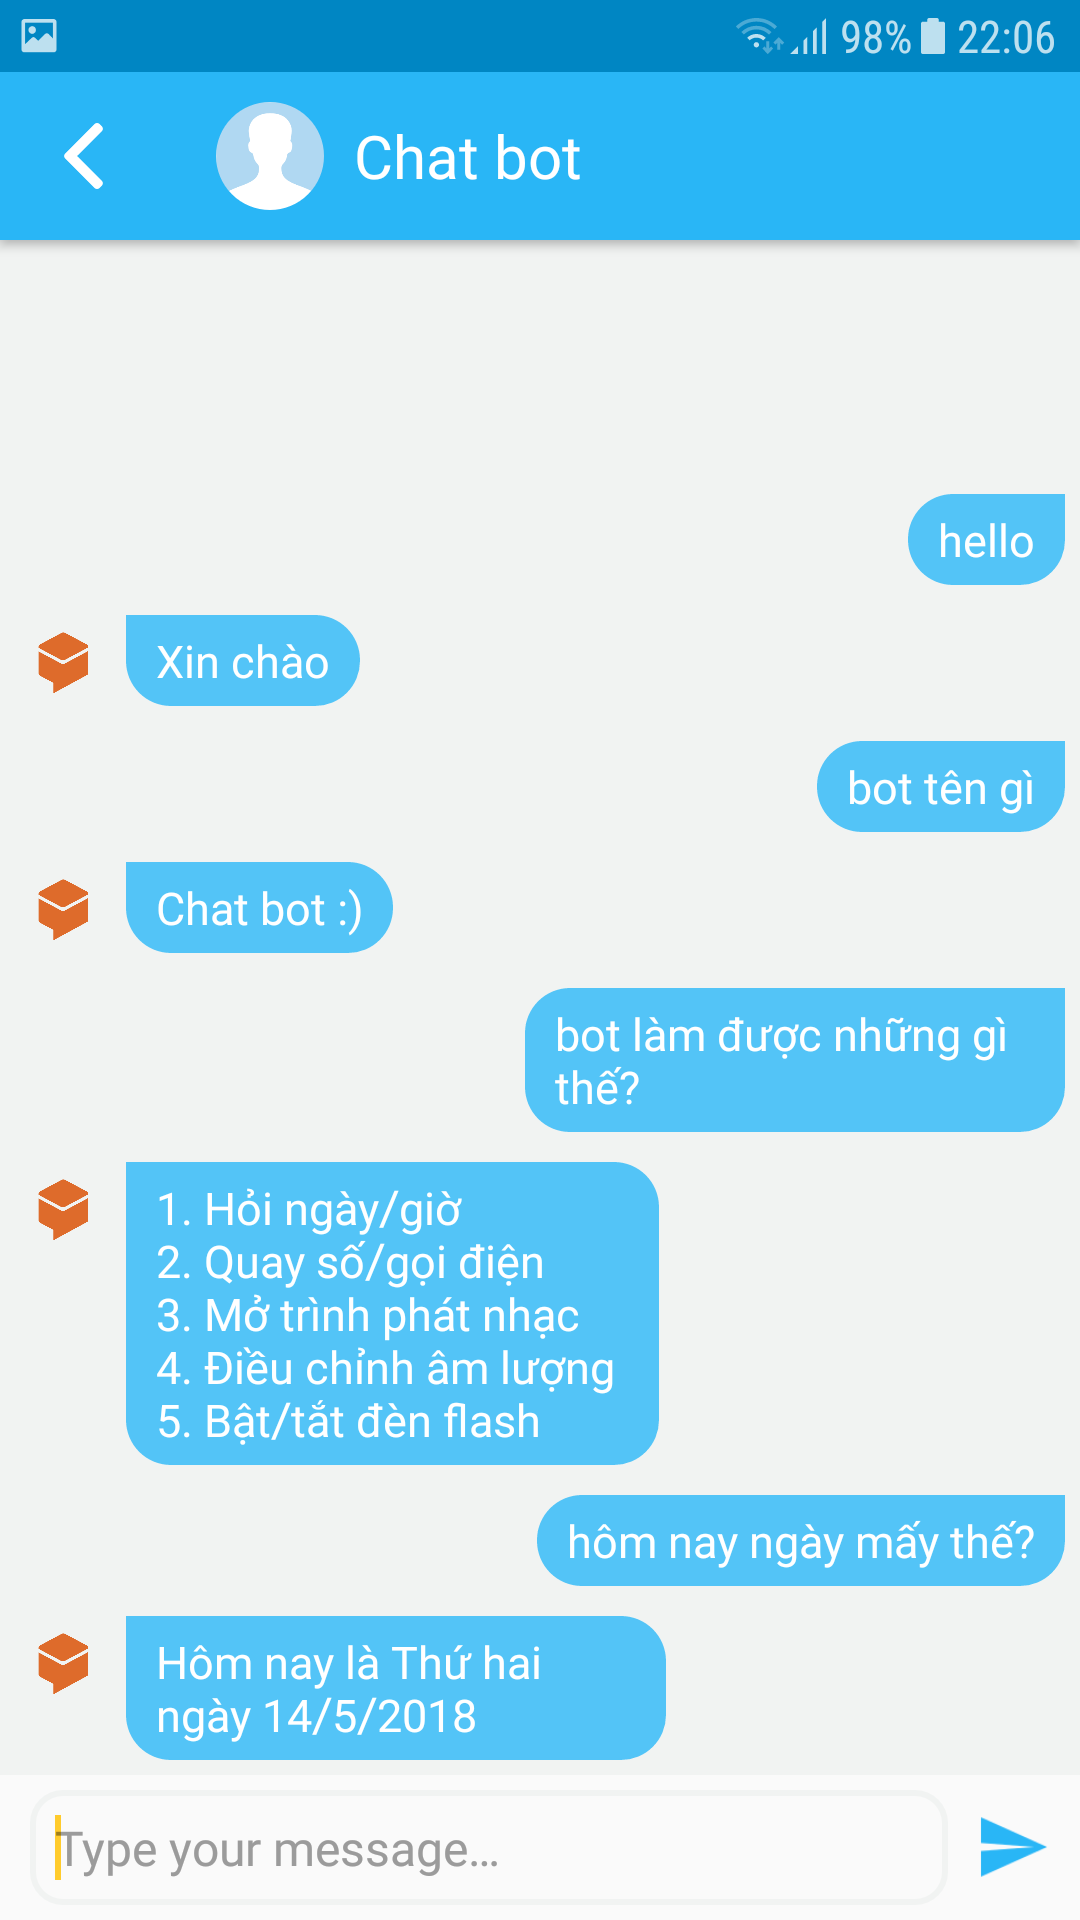 98% 22:06
Chat bot
hello
Xin chào
bot tên gì
Chat bot :)
bot làm được những gì
thế?
1. Hỏi ngày/giờ
2. Quay số/gọi điện
3. Mở trình phát nhạc
4. Điều chỉnh âm lượng
5. Bật/tắt đèn flash
hôm nay ngày mấy thế?
Hôm nay là Thứ hai
ngày 14/5/2018
Type your message...